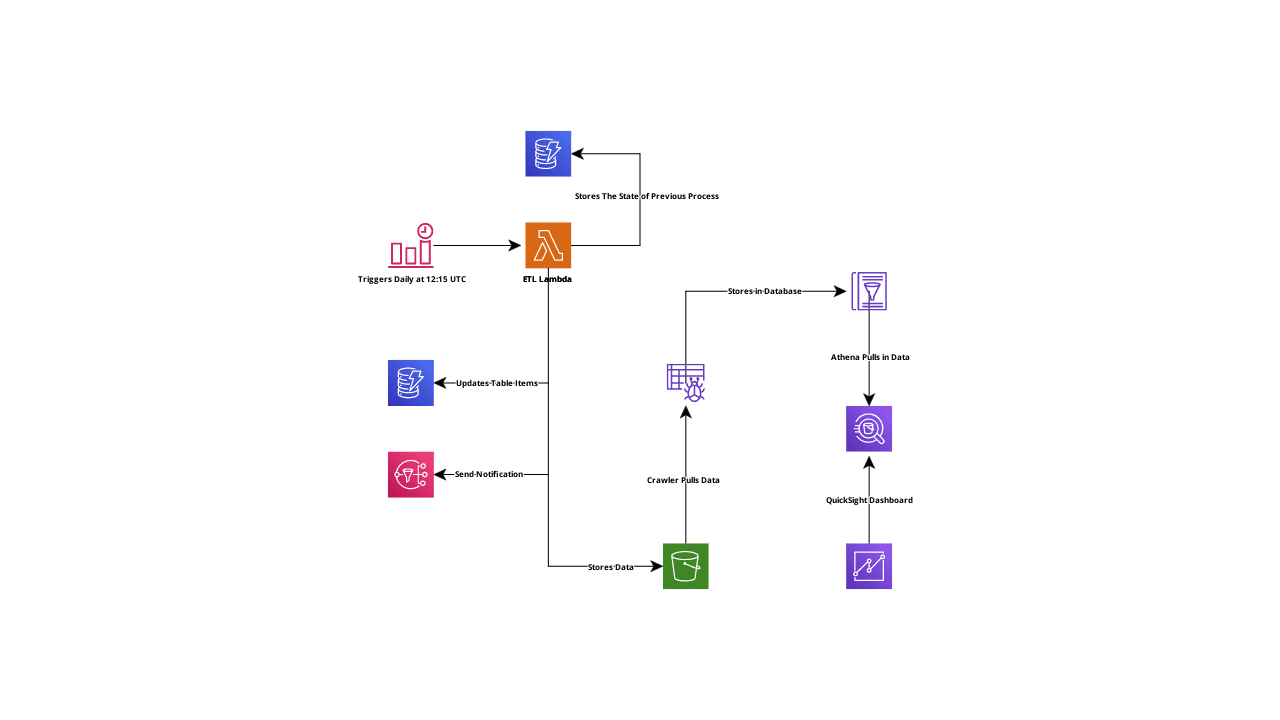 Stores The State of Previous Process
Triggers Daily at 12:15 UTC
ETL Lambda
Stores in Database
Athena Pulls in Data
Updates Table Items
Send Notification
Crawler Pulls Data
QuickSight Dashboard
Stores Data